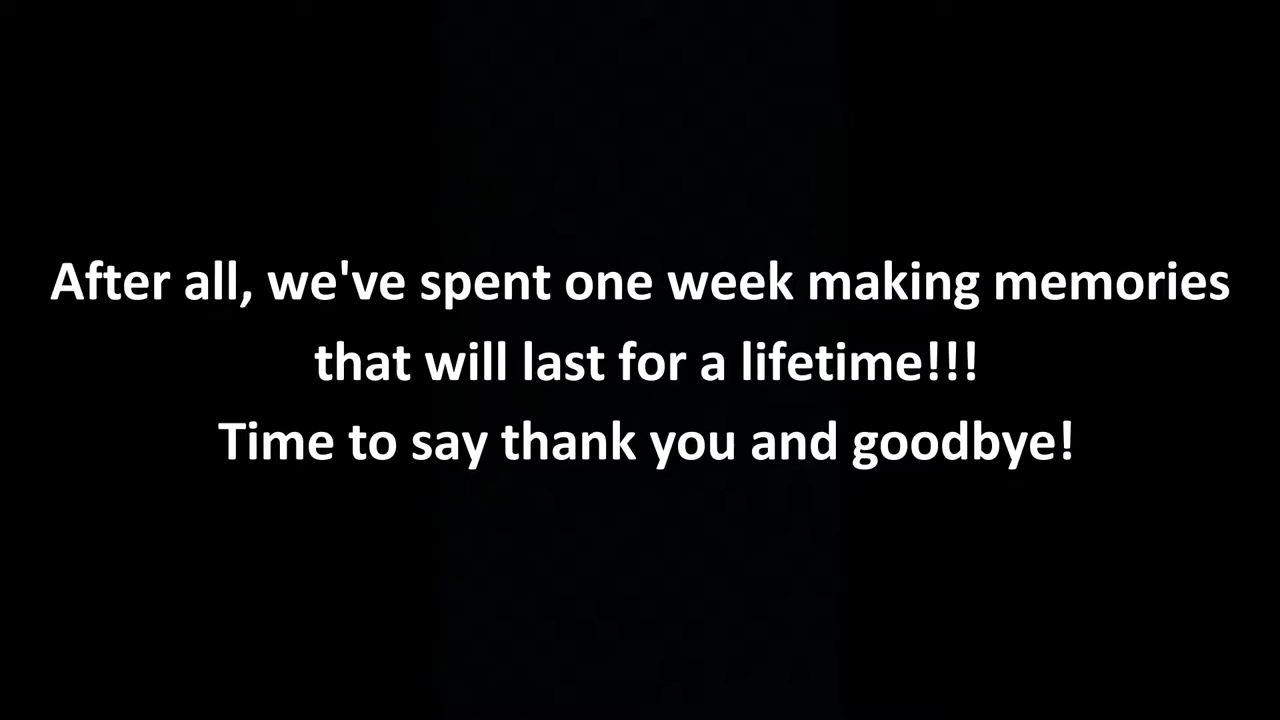 After all, we've spent one week making memories
that will last for a lifetime!!!
Time to say thank you and goodbye!